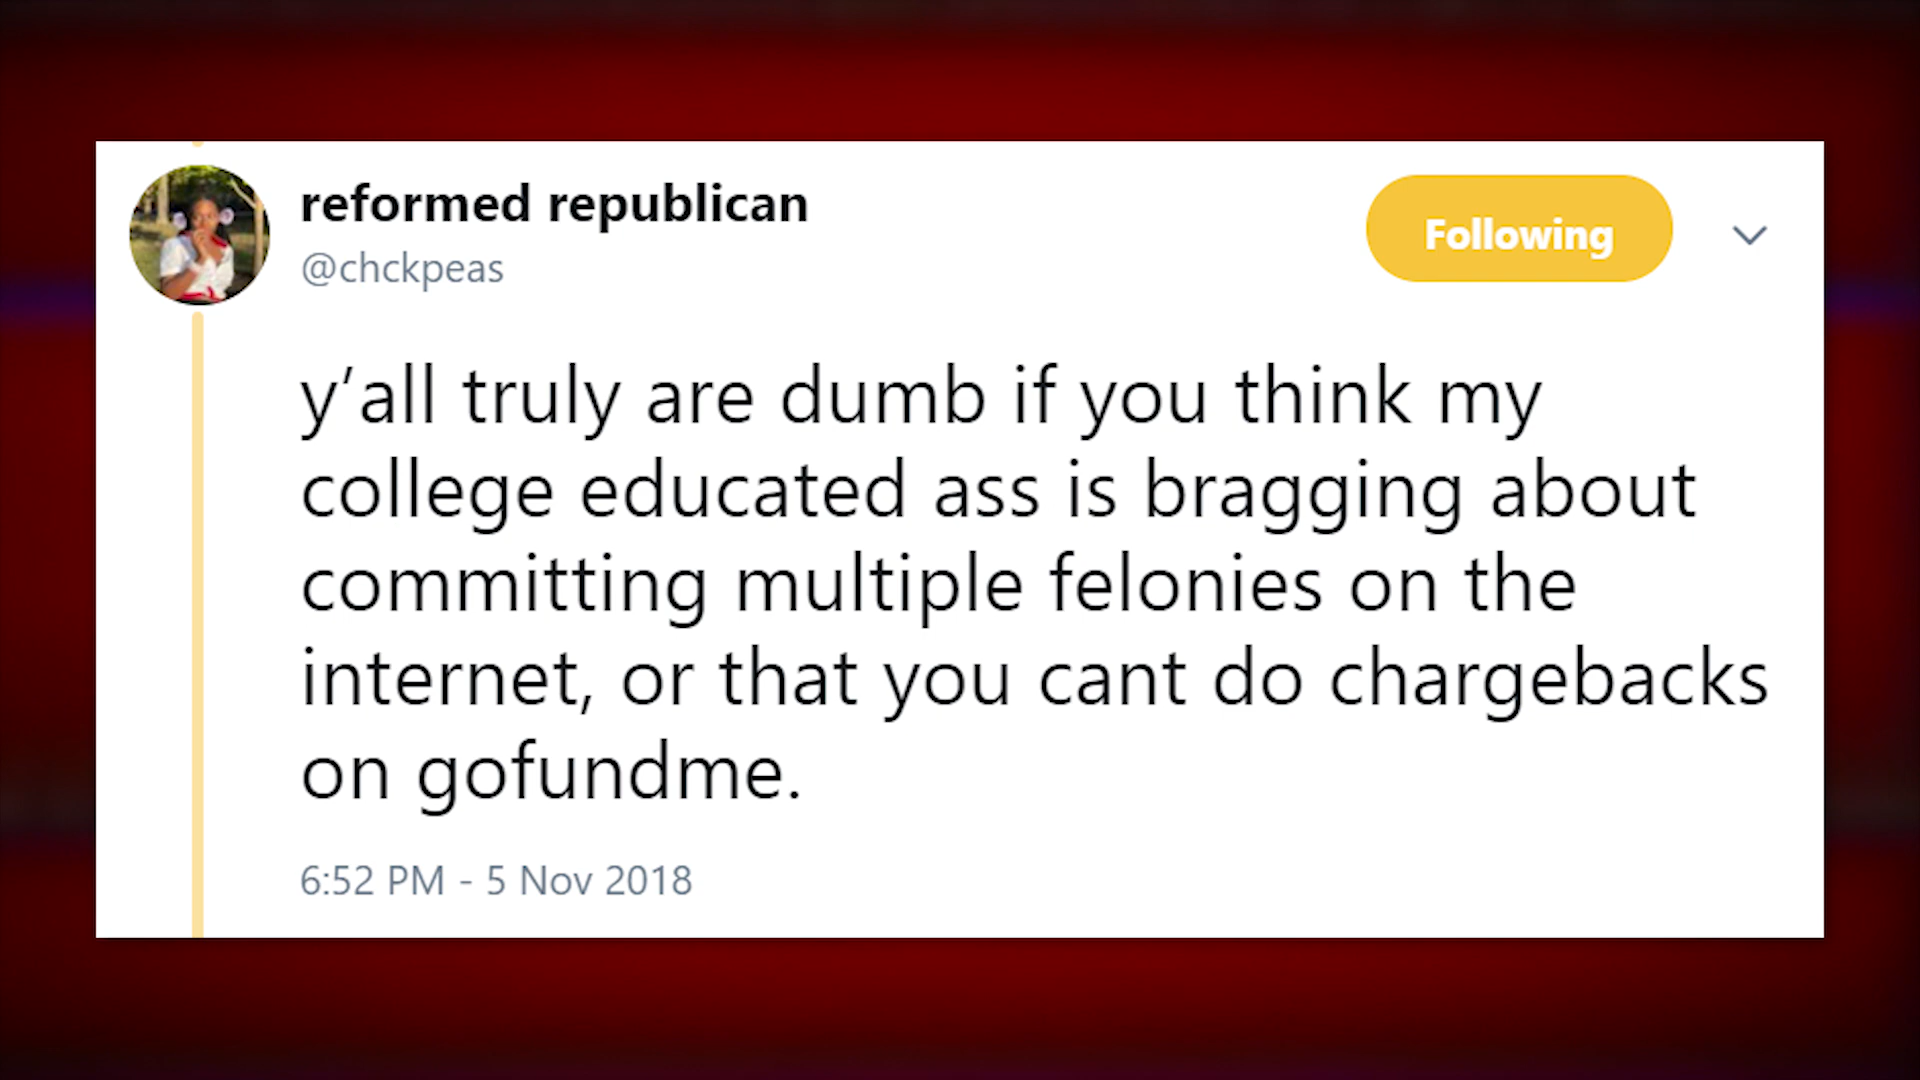 reformed republican
@chckpeas
Following
y’all truly are dumb if you think my
college educated ass is bragging about
committing multiple felonies on the
internet, or that you cant do chargebacks
on gofundme.
6:52 PM - 5 Nov 2018